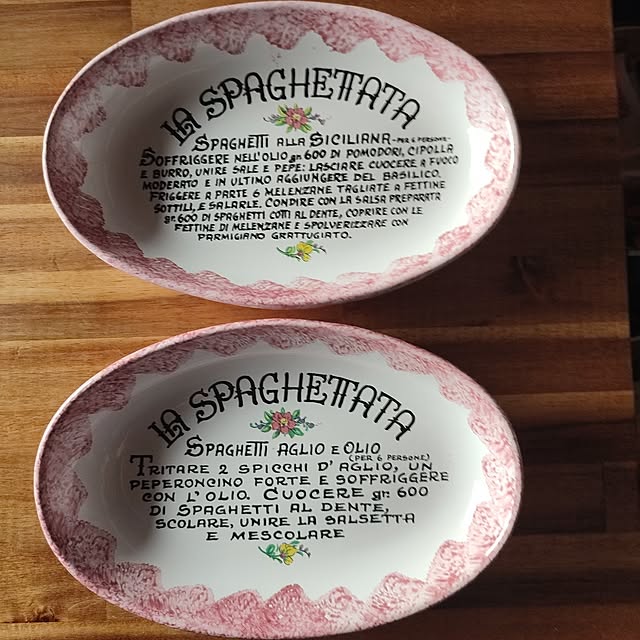 LA SPAGHETTATA
SPAGHETTI ALLA SICILIANA - PER 6 PERSONE -
SOFFRIGGERE NELL'OLIO gr. 600 DI POMODORI, CIPOLLA
E BURRO, UNIRE SALE E PEPE: LASCIARE CUOCERE A FUOCO
MODERATO E IN ULTIMO AGGIUNGERE DEL BASILICO.
FRIGGERE A PARTE 6 MELENZANE TAGLIATE A FETTINE
SOTTILI, E SALARLE. CONDIRE CON LA SALSA PREPARATA
gr. 600 DI SPAGHETTI COTTI AL DENTE, COPRIRE CON LE
FETTINE DI MELENZANE E SPOLVERIZZARE CON
PARMIGIANO GRATTUGIATO.
LA SPAGHETTATA
SPAGHETTI AGLIO E OLIO
(PER 6 PERSONE)
TRITARE 2 SPICCHI D'AGLIO, UN
PEPERONCINO FORTE E SOFFRIGGERE
CON L'OLIO. CUOCERE gr. 600
DI SPAGHETTI AL DENTE,
SCOLARE, UNIRE LA SALSETTA
E MESCOLARE